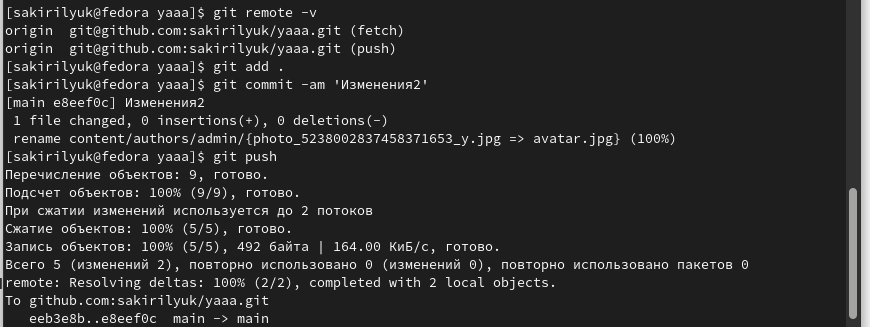 [sakirilyuk@fedora yaaa]$ git remote -v
origin  git@github.com:sakirilyuk/yaaa.git (fetch)
origin  git@github.com:sakirilyuk/yaaa.git (push)
[sakirilyuk@fedora yaaa]$ git add .
[sakirilyuk@fedora yaaa]$ git commit -am 'Изменения2'
[main e8eef0c] Изменения2
 1 file changed, 0 insertions(+), 0 deletions(-)
 rename content/authors/admin/{photo_5238002837458371653_y.jpg => avatar.jpg} (100%)
[sakirilyuk@fedora yaaa]$ git push
Перечисление объектов: 9, готово.
Подсчет объектов: 100% (9/9), готово.
При сжатии изменений используется до 2 потоков
Сжатие объектов: 100% (5/5), готово.
Запись объектов: 100% (5/5), 492 байта | 164.00 КиБ/с, готово.
Всего 5 (изменений 2), повторно использовано 0 (изменений 0), повторно использовано пакетов 0
remote: Resolving deltas: 100% (2/2), completed with 2 local objects.
To github.com:sakirilyuk/yaaa.git
   eeb3e8b..e8eef0c  main -> main